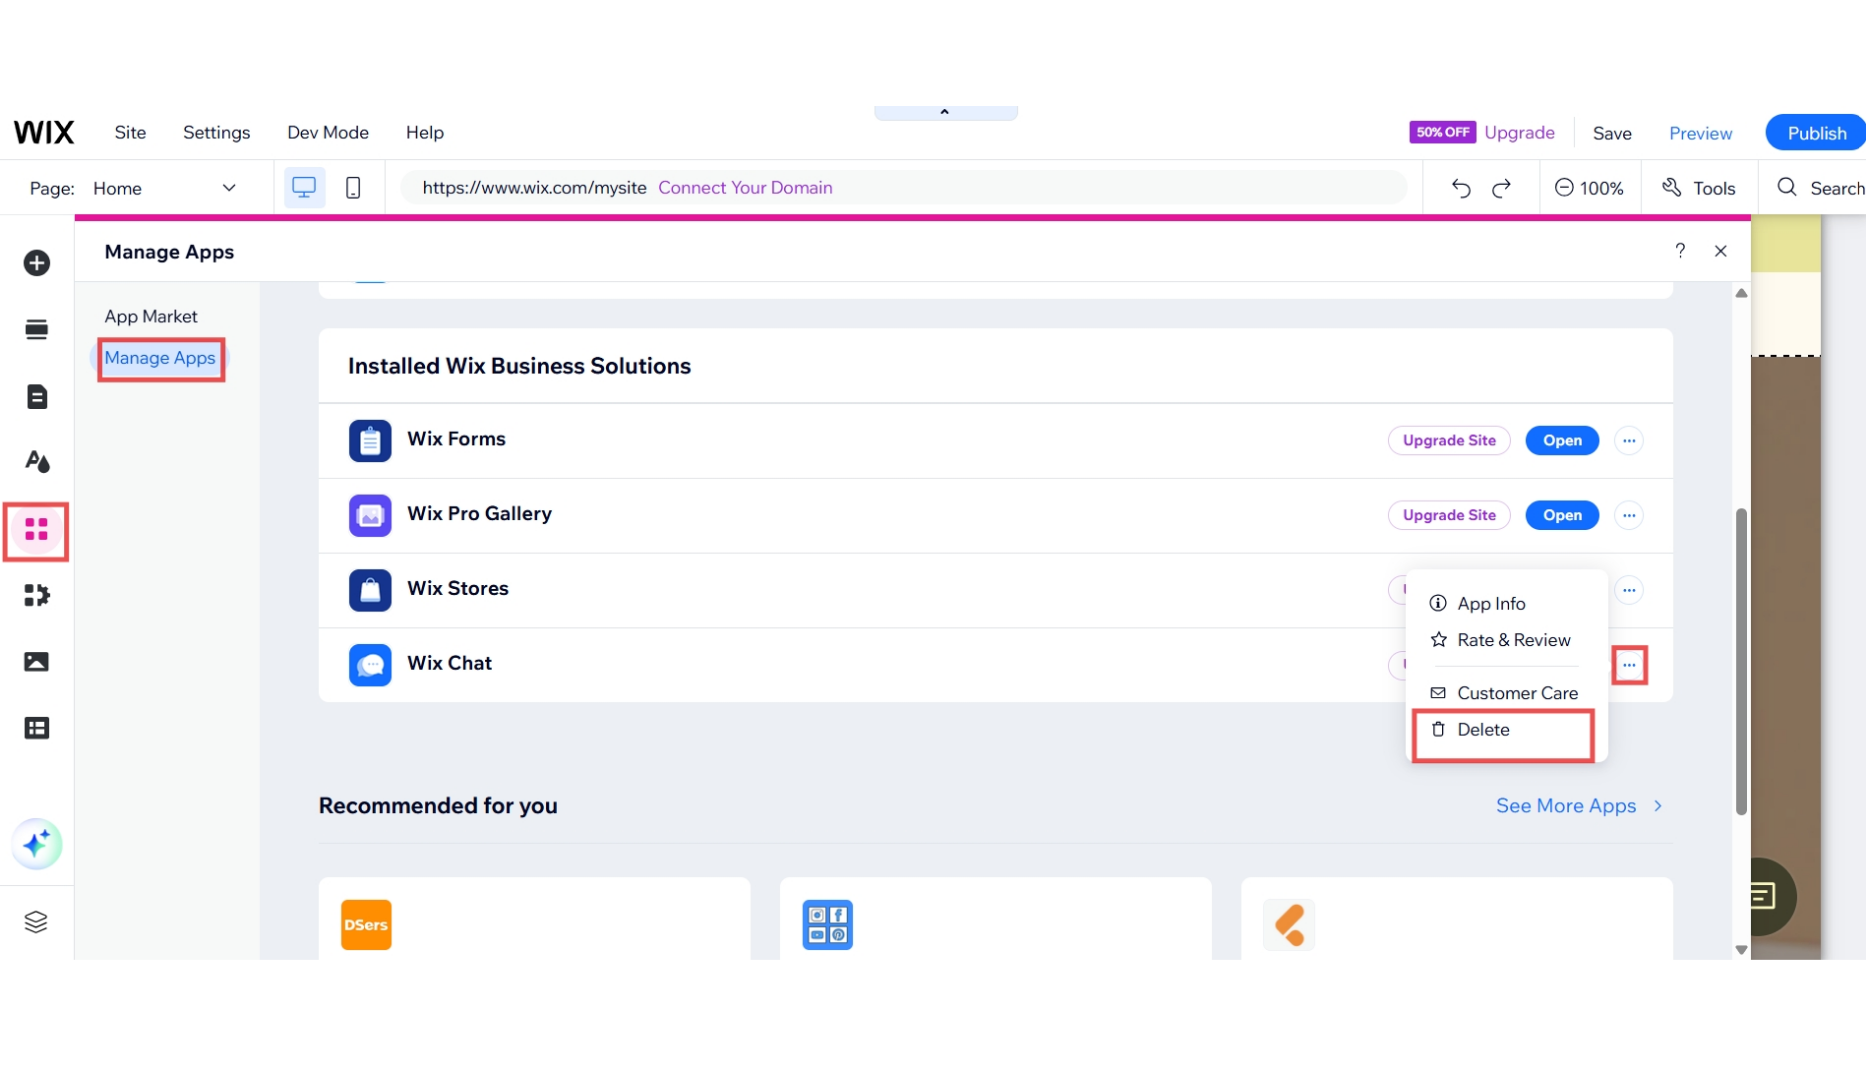 WIX Site Settings Dev Mode Help 50% OFF Upgrade Save Preview Publish
Page: Home https://www.wix.com/mysite Connect Your Domain 100% Tools Search
Manage Apps ?
App Market
Manage Apps
Installed Wix Business Solutions
Wix Forms Upgrade Site Open
Wix Pro Gallery Upgrade Site Open
Wix Stores
Wix Chat
App Info
Rate & Review
Customer Care
Delete
Recommended for you See More Apps
DSers